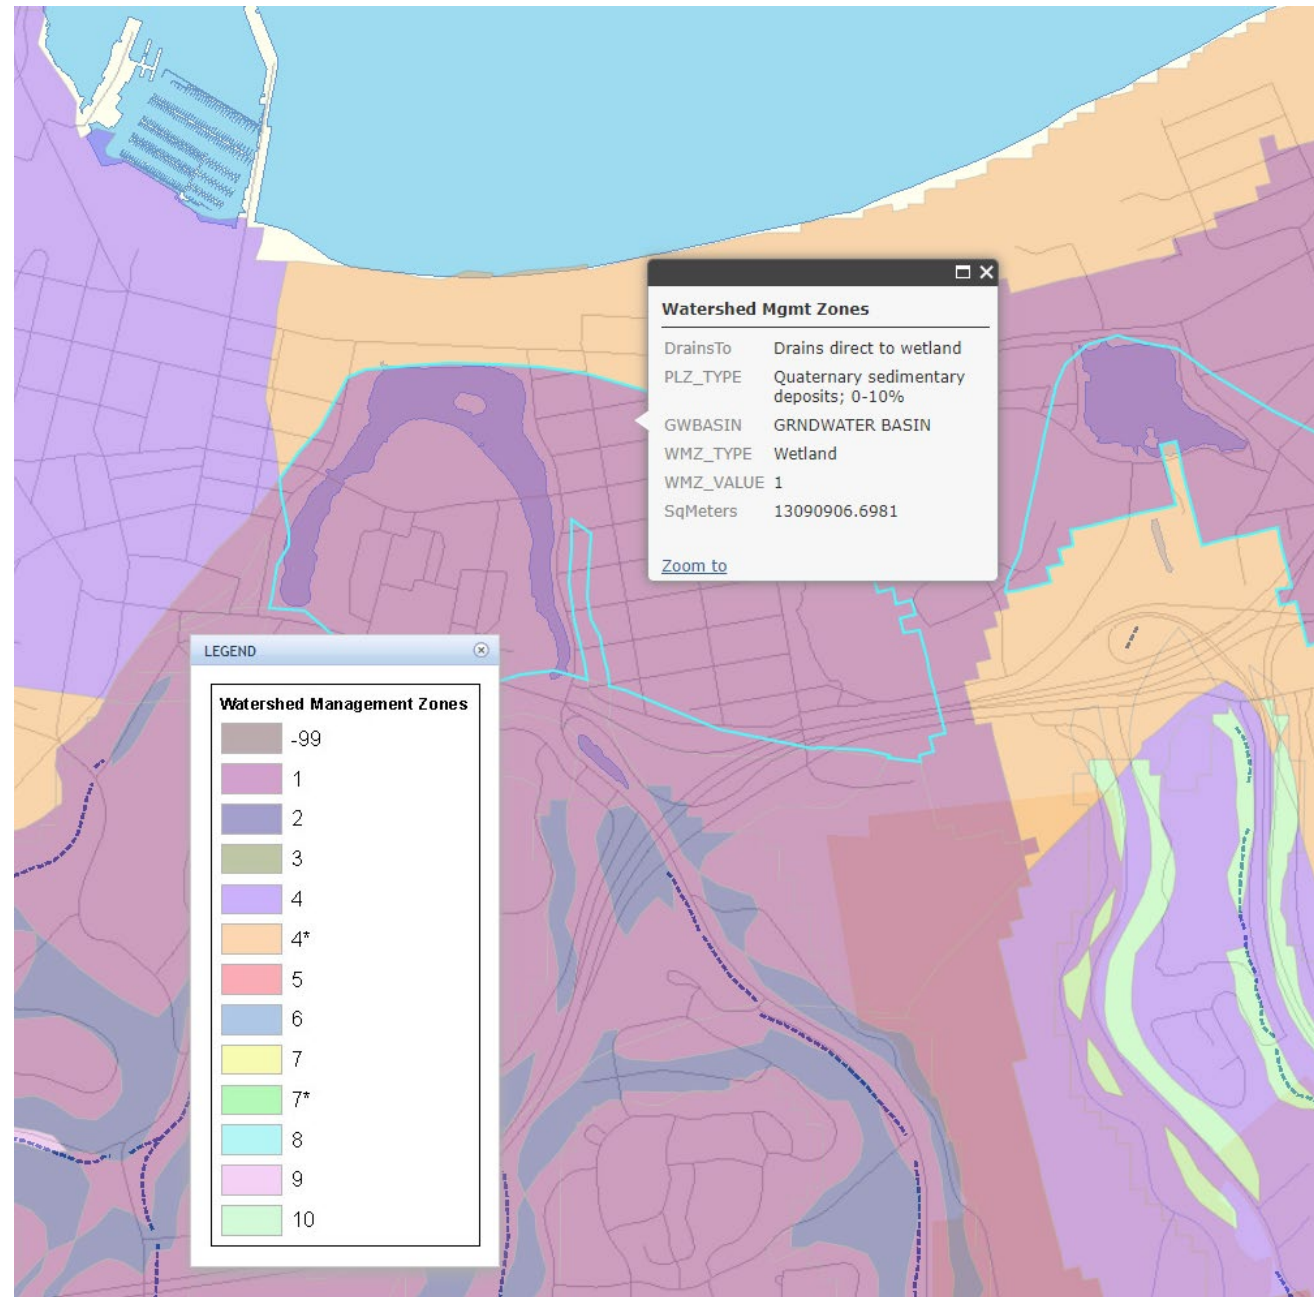 Watershed Mgmt Zones
DrainsTo Drains direct to wetland
PLZ_TYPE Quaternary sedimentary
deposits; 0-10%
GWBASIN GRNDWATER BASIN
WMZ_TYPE Wetland
WMZ_VALUE 1
SqMeters 13090906.6981
Zoom to
LEGEND
Watershed Management Zones
-99
1
2
3
4
4*
5
6
7
7*
8
9
10